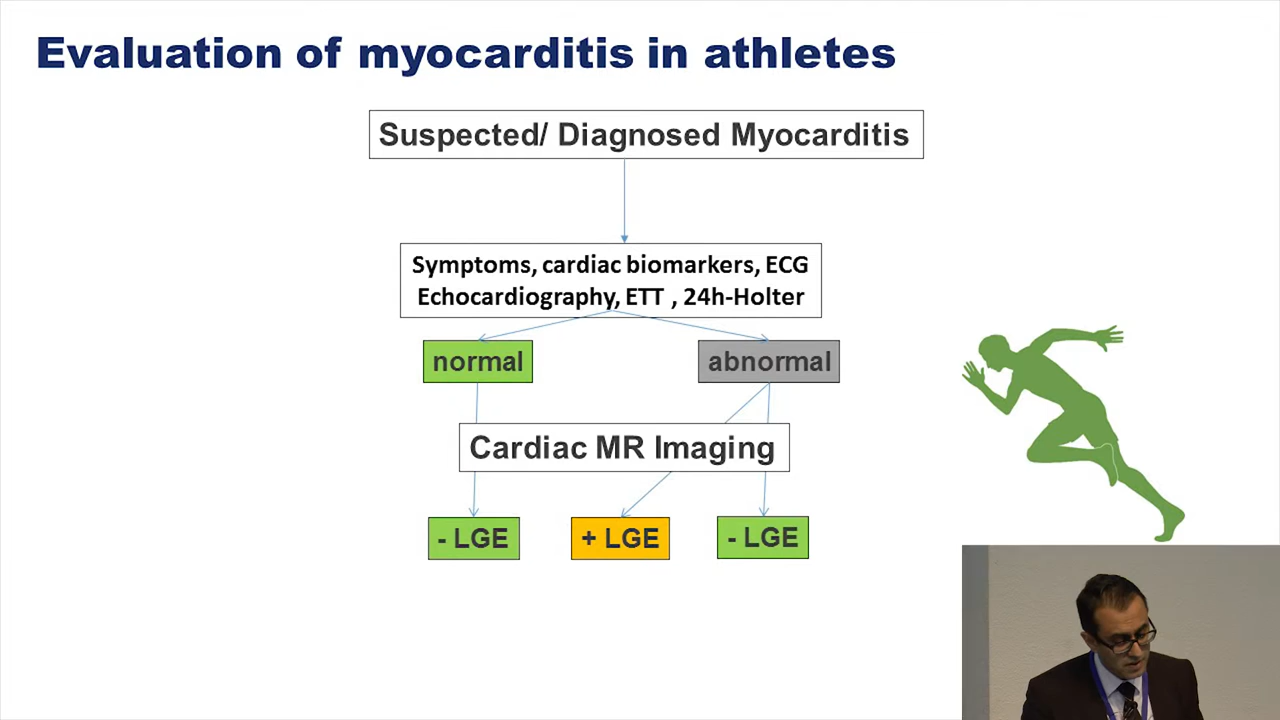 Evaluation of myocarditis in athletes
Suspected/ Diagnosed Myocarditis
Symptoms, cardiac biomarkers, ECG
Echocardiography, ETT , 24h-Holter
normal
abnormal
Cardiac MR Imaging
- LGE
+ LGE
- LGE